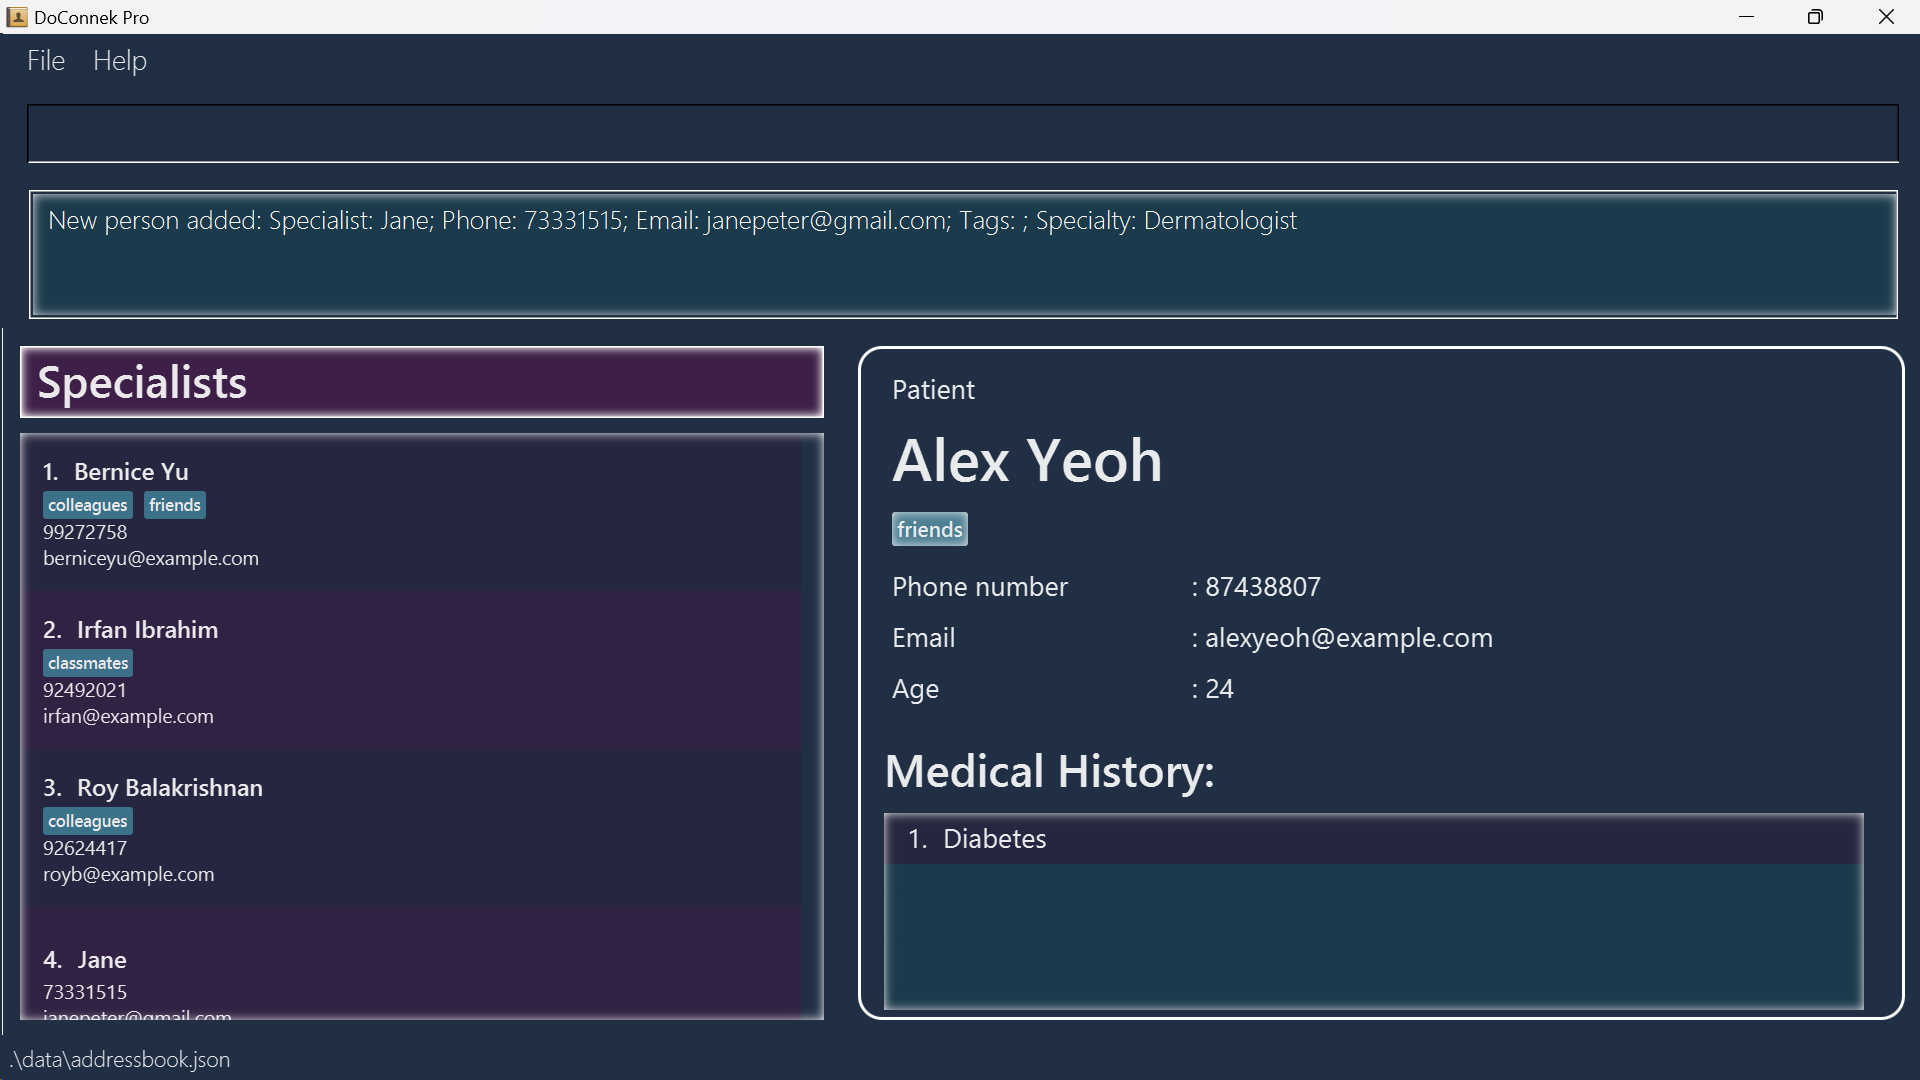 DoConnek Pro
File Help
New person added: Specialist: Jane; Phone: 73331515; Email: janepeter@gmail.com; Tags: ; Specialty: Dermatologist
Specialists
1. Bernice Yu
colleagues friends
99272758
berniceyu@example.com
2. Irfan Ibrahim
classmates
92492021
irfan@example.com
3. Roy Balakrishnan
colleagues
92624417
royb@example.com
4. Jane
73331515
janepeter@gmail.com
Patient
Alex Yeoh
friends
Phone number : 87438807
Email : alexyeoh@example.com
Age : 24
Medical History:
1. Diabetes
.\data\addressbook.json